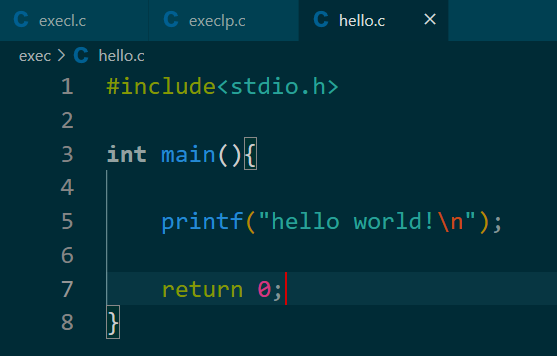 C execl.c C execlp.c C hello.c ×
exec > C hello.c
1 #include<stdio.h>
2
3 int main(){
4
5     printf("hello world!\n");
6
7     return 0;
8 }